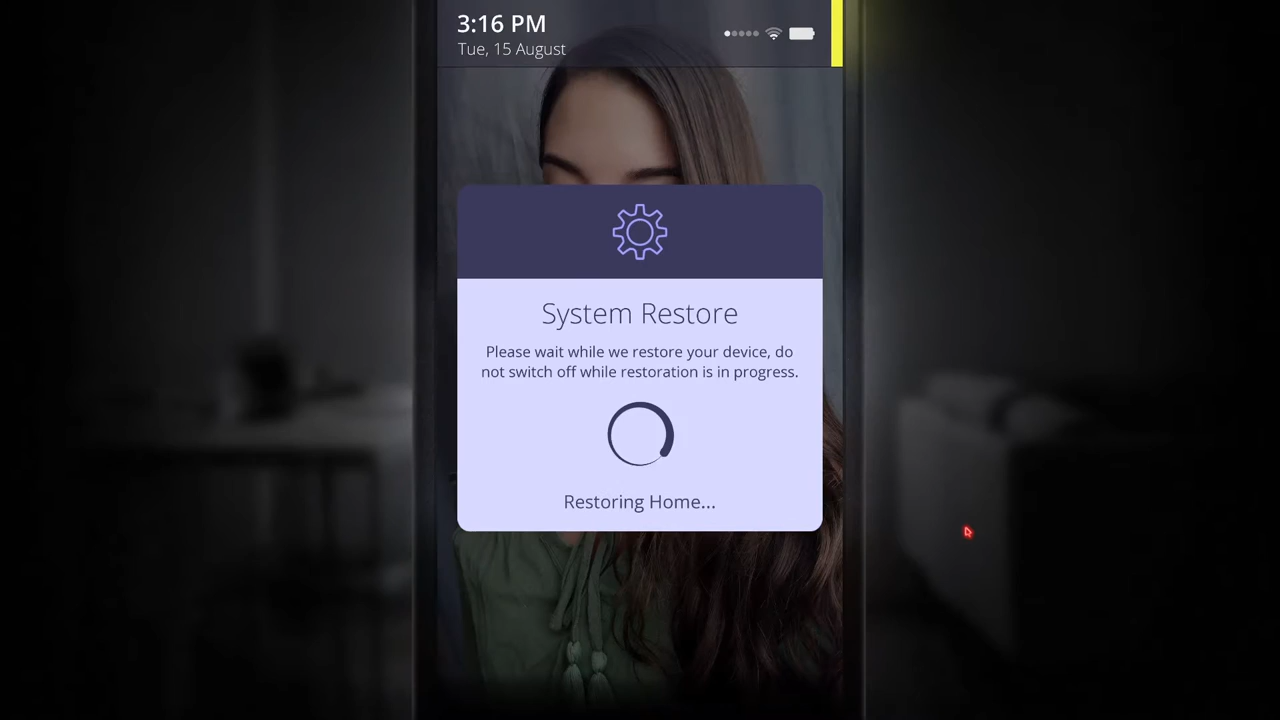 3:16 PM
Tue, 15 August
System Restore
Please wait while we restore your device, do
not switch off while restoration is in progress.
Restoring Home...